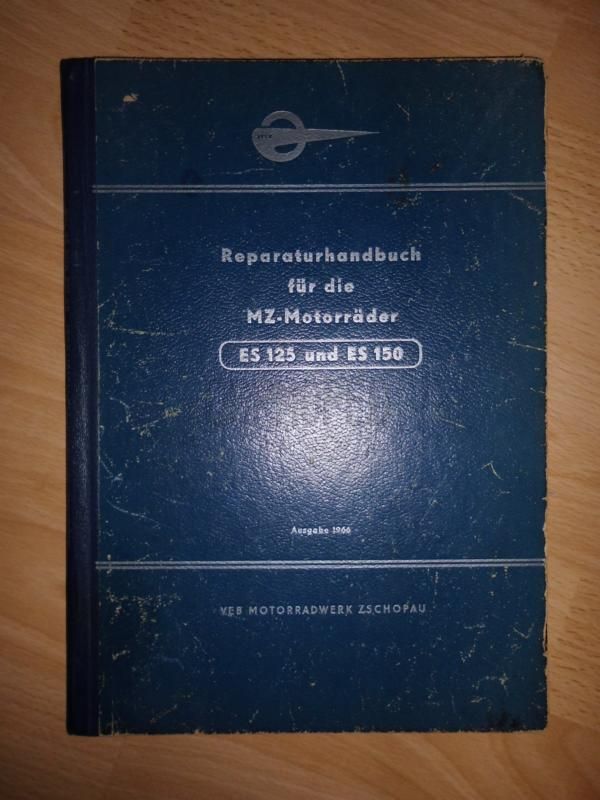 Reparaturhandbuch
für die
MZ-Motorräder
ES 125 und ES 150
Ausgabe 1966
VEB MOTORRADWERK ZSCHOPAU